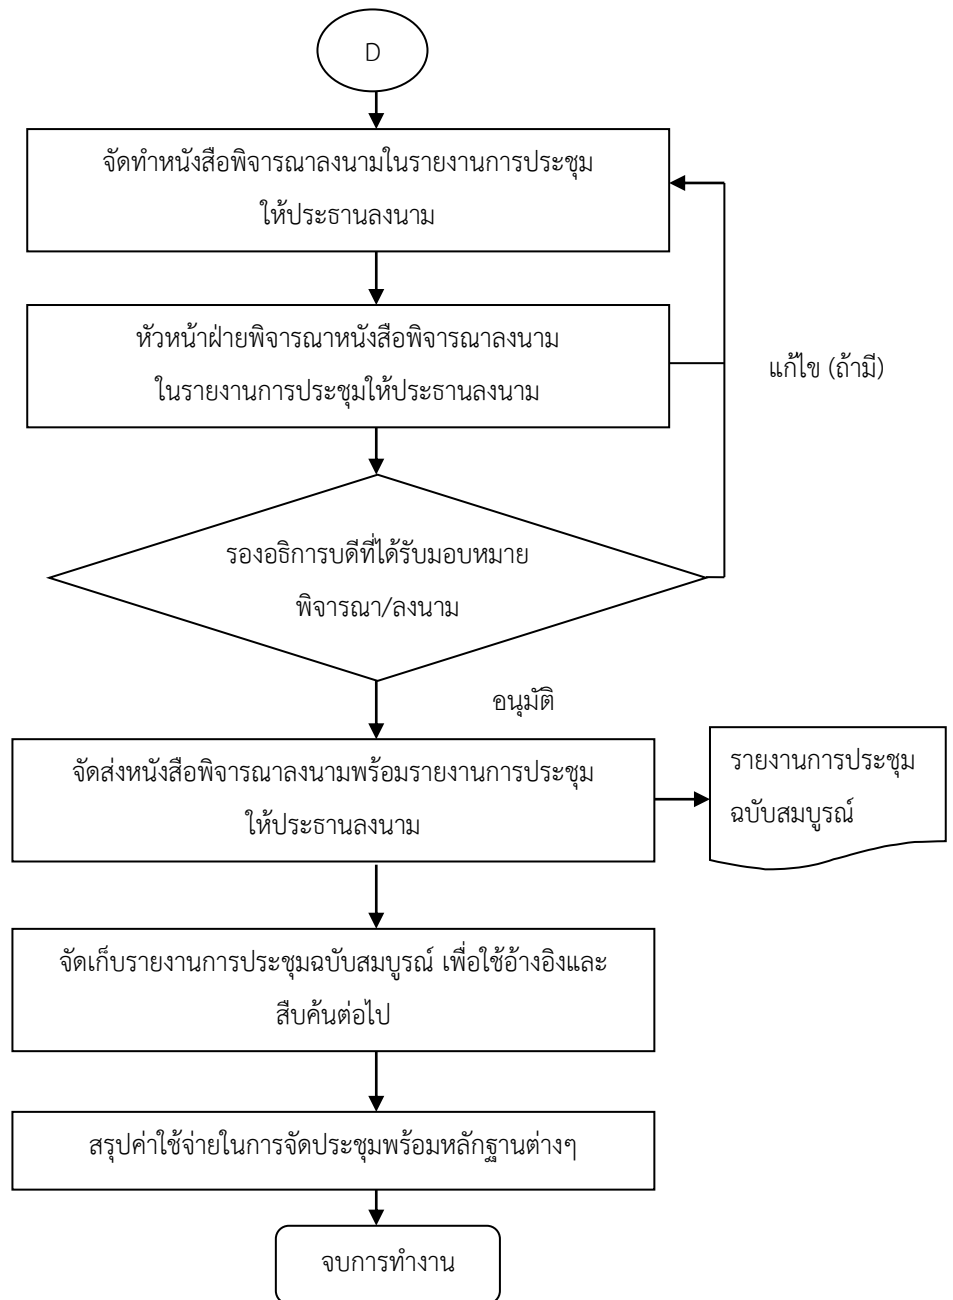 D
จัดทำหนังสือพิจารณาลงนามในรายงานการประชุม
ให้ประธานลงนาม
หัวหน้าฝ่ายพิจารณาหนังสือพิจารณาลงนาม
ในรายงานการประชุมให้ประธานลงนาม
แก้ไข (ถ้ามี)
รองอธิการบดีที่ได้รับมอบหมาย
พิจารณา/ลงนาม
อนุมัติ
จัดส่งหนังสือพิจารณาลงนามพร้อมรายงานการประชุม
ให้ประธานลงนาม
รายงานการประชุม
ฉบับสมบูรณ์
จัดเก็บรายงานการประชุมฉบับสมบูรณ์ เพื่อใช้อ้างอิงและ
สืบค้นต่อไป
สรุปค่าใช้จ่ายในการจัดประชุมพร้อมหลักฐานต่างๆ
จบการทำงาน